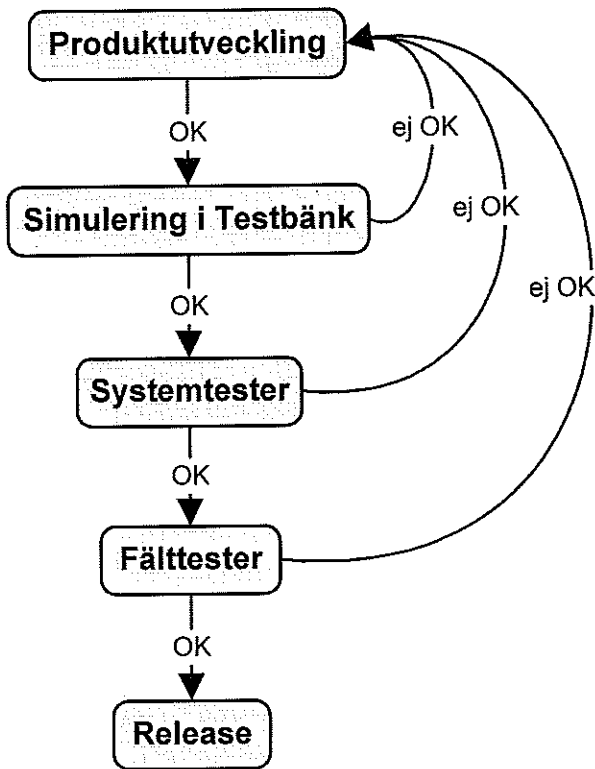 Produktutveckling
OK
ej OK
Simulering i Testbänk
ej OK
OK
ej OK
Systemtester
OK
Fälttester
OK
Release